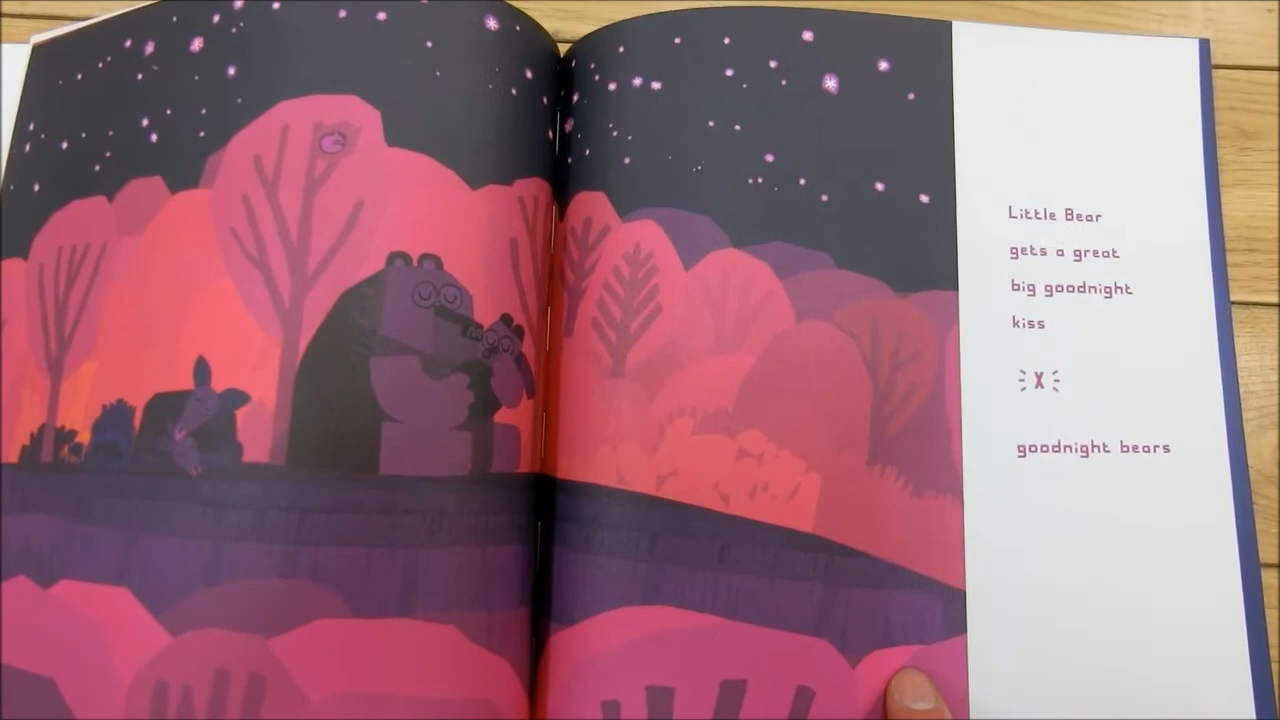 Little Bear
gets a great
big goodnight
kiss
X
goodnight bears